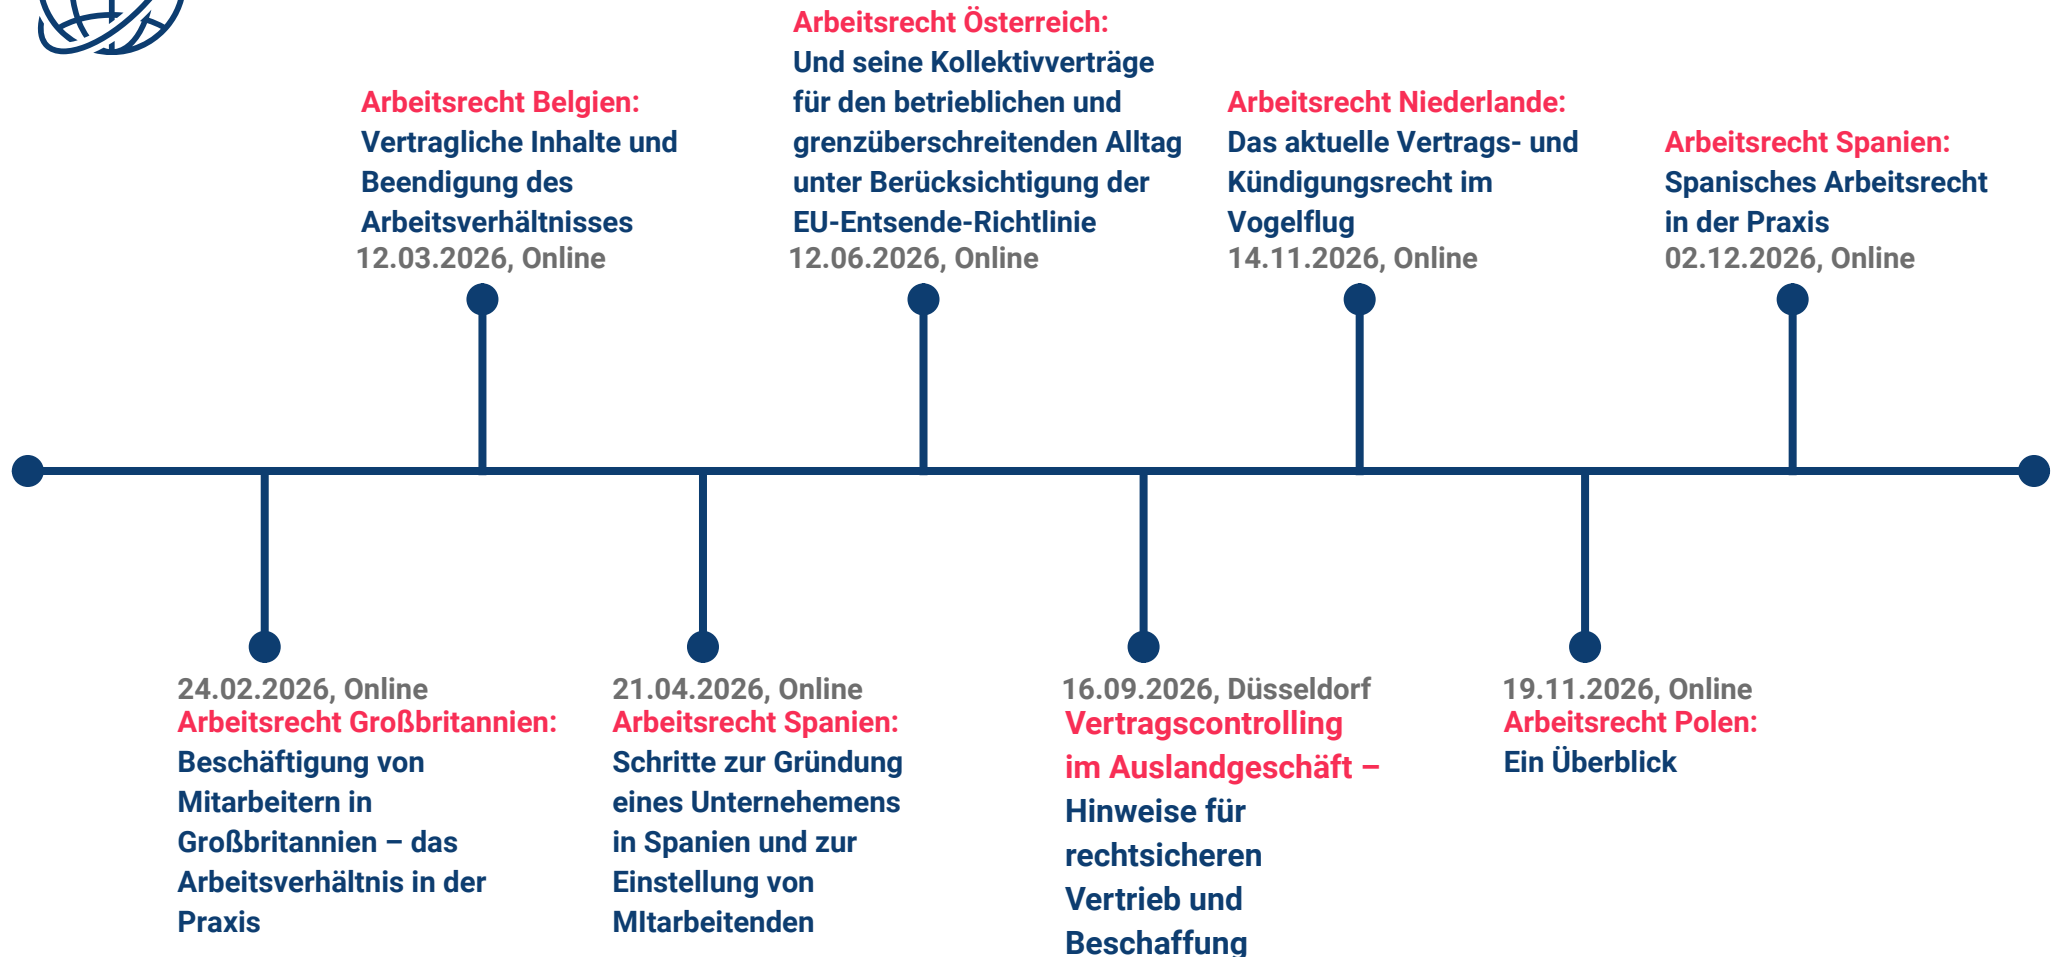 Arbeitsrecht Belgien:
Vertragliche Inhalte und
Beendigung des
Arbeitsverhältnisses
12.03.2026, Online
Arbeitsrecht Österreich:
Und seine Kollektivverträge
für den betrieblichen und
grenzüberschreitenden Alltag
unter Berücksichtigung der
EU-Entsende-Richtlinie
12.06.2026, Online
Arbeitsrecht Niederlande:
Das aktuelle Vertrags- und
Kündigungsrecht im
Vogelflug
14.11.2026, Online
Arbeitsrecht Spanien:
Spanisches Arbeitsrecht
in der Praxis
02.12.2026, Online
24.02.2026, Online
Arbeitsrecht Großbritannien:
Beschäftigung von
Mitarbeitern in
Großbritannien – das
Arbeitsverhältnis in der
Praxis
21.04.2026, Online
Arbeitsrecht Spanien:
Schritte zur Gründung
eines Unternehemens
in Spanien und zur
Einstellung von
MItarbeitenden
16.09.2026, Düsseldorf
Vertragscontrolling
im Auslandgeschäft –
Hinweise für
rechtsicheren
Vertrieb und
Beschaffung
19.11.2026, Online
Arbeitsrecht Polen:
Ein Überblick